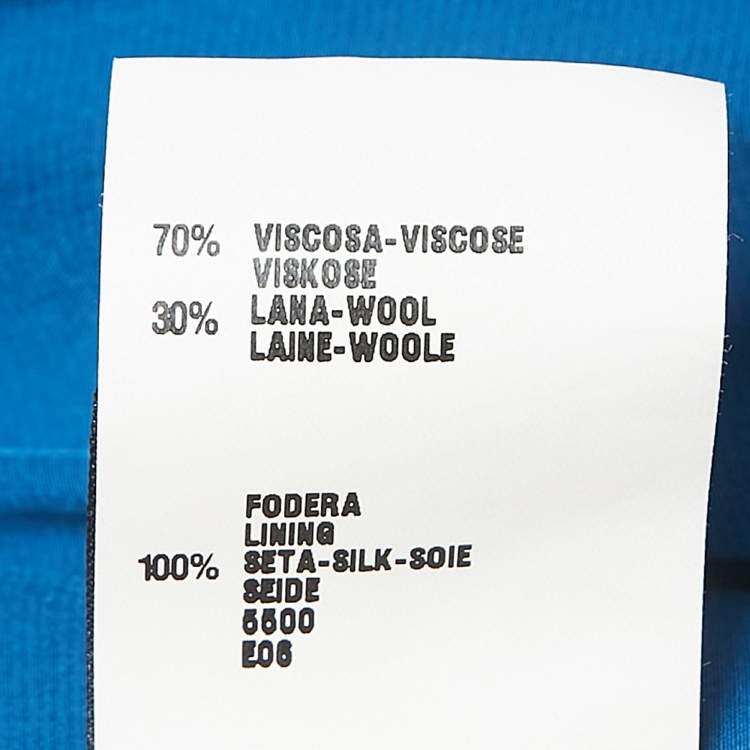 70% VISCOSA-VISCOSE
VISKOSE
30% LANA-WOOL
LAINE-WOOLE
FODERA
LINING
100% SETA-SILK-SOIE
SEIDE
5500
E06